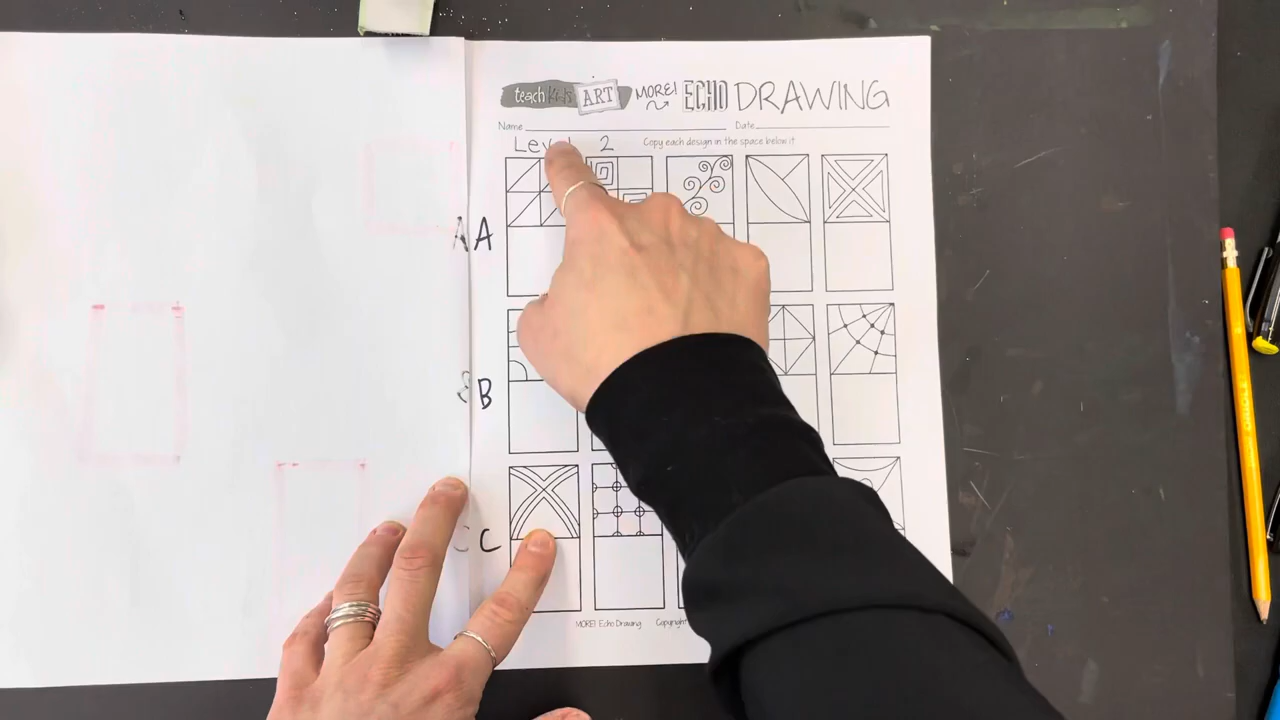 teach Kids ART MORE! ECHO DRAWING
Name Date
Level 2 Copy each design in the space below it
A A
B
C
MORE! Echo Drawing Copyright